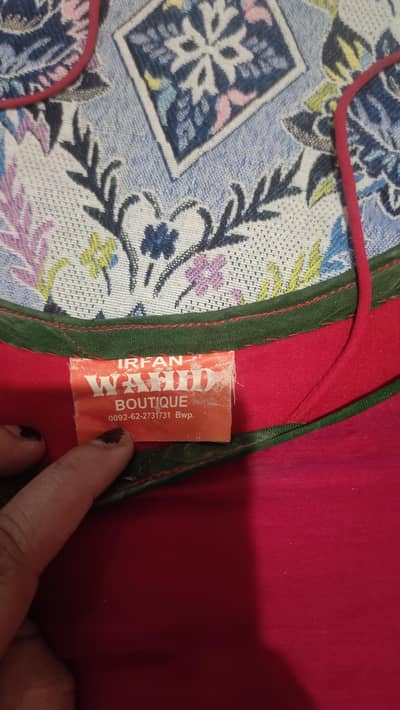 IRFAN
WAHID
BOUTIQUE
0092-62-2731731 Bwp.